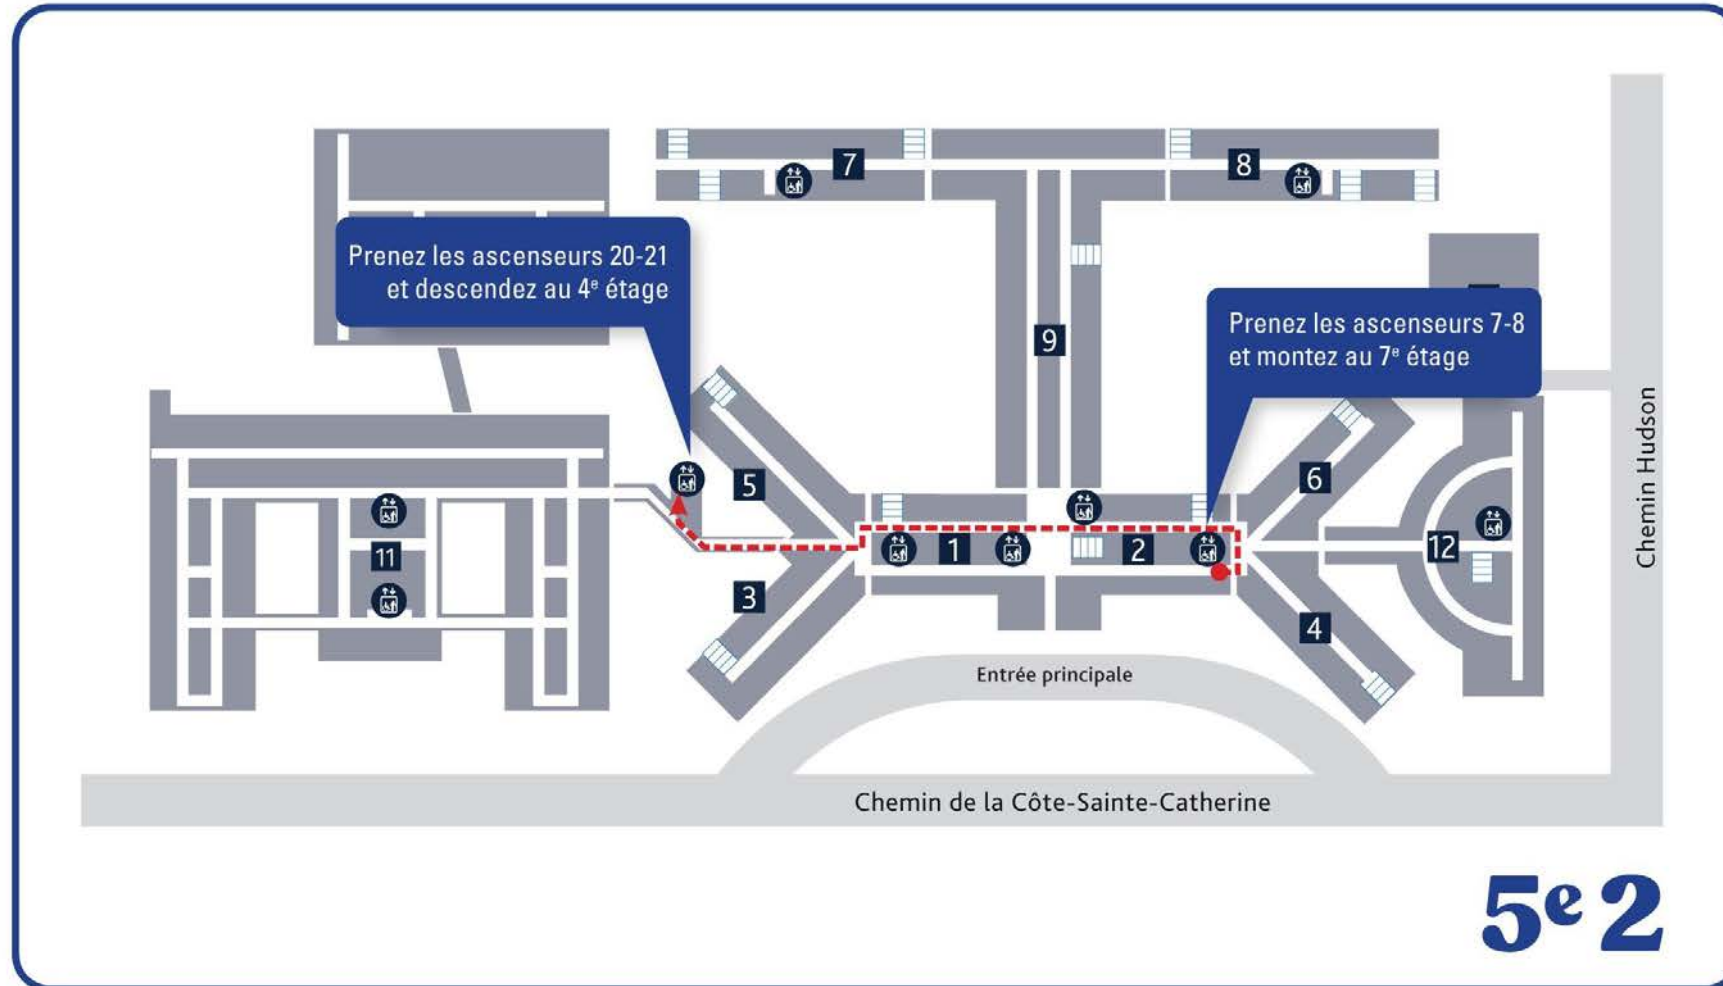 7
8
Prenez les ascenseurs 20-21
et descendez au 4ᵉ étage
Prenez les ascenseurs 7-8
et montez au 7ᵉ étage
9
5
6
11
1
2
12
3
4
Chemin Hudson
Entrée principale
Chemin de la Côte-Sainte-Catherine
5ᵉ 2